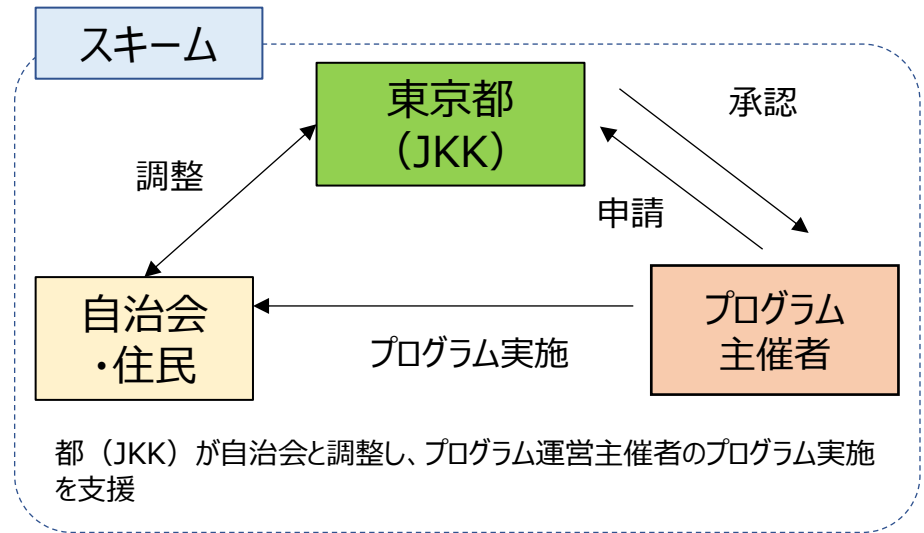 スキーム
東京都
（JKK）
承認
調整
申請
自治会
・住民
プログラム
主催者
プログラム実施
都（JKK）が自治会と調整し、プログラム運営主催者のプログラム実施
を支援